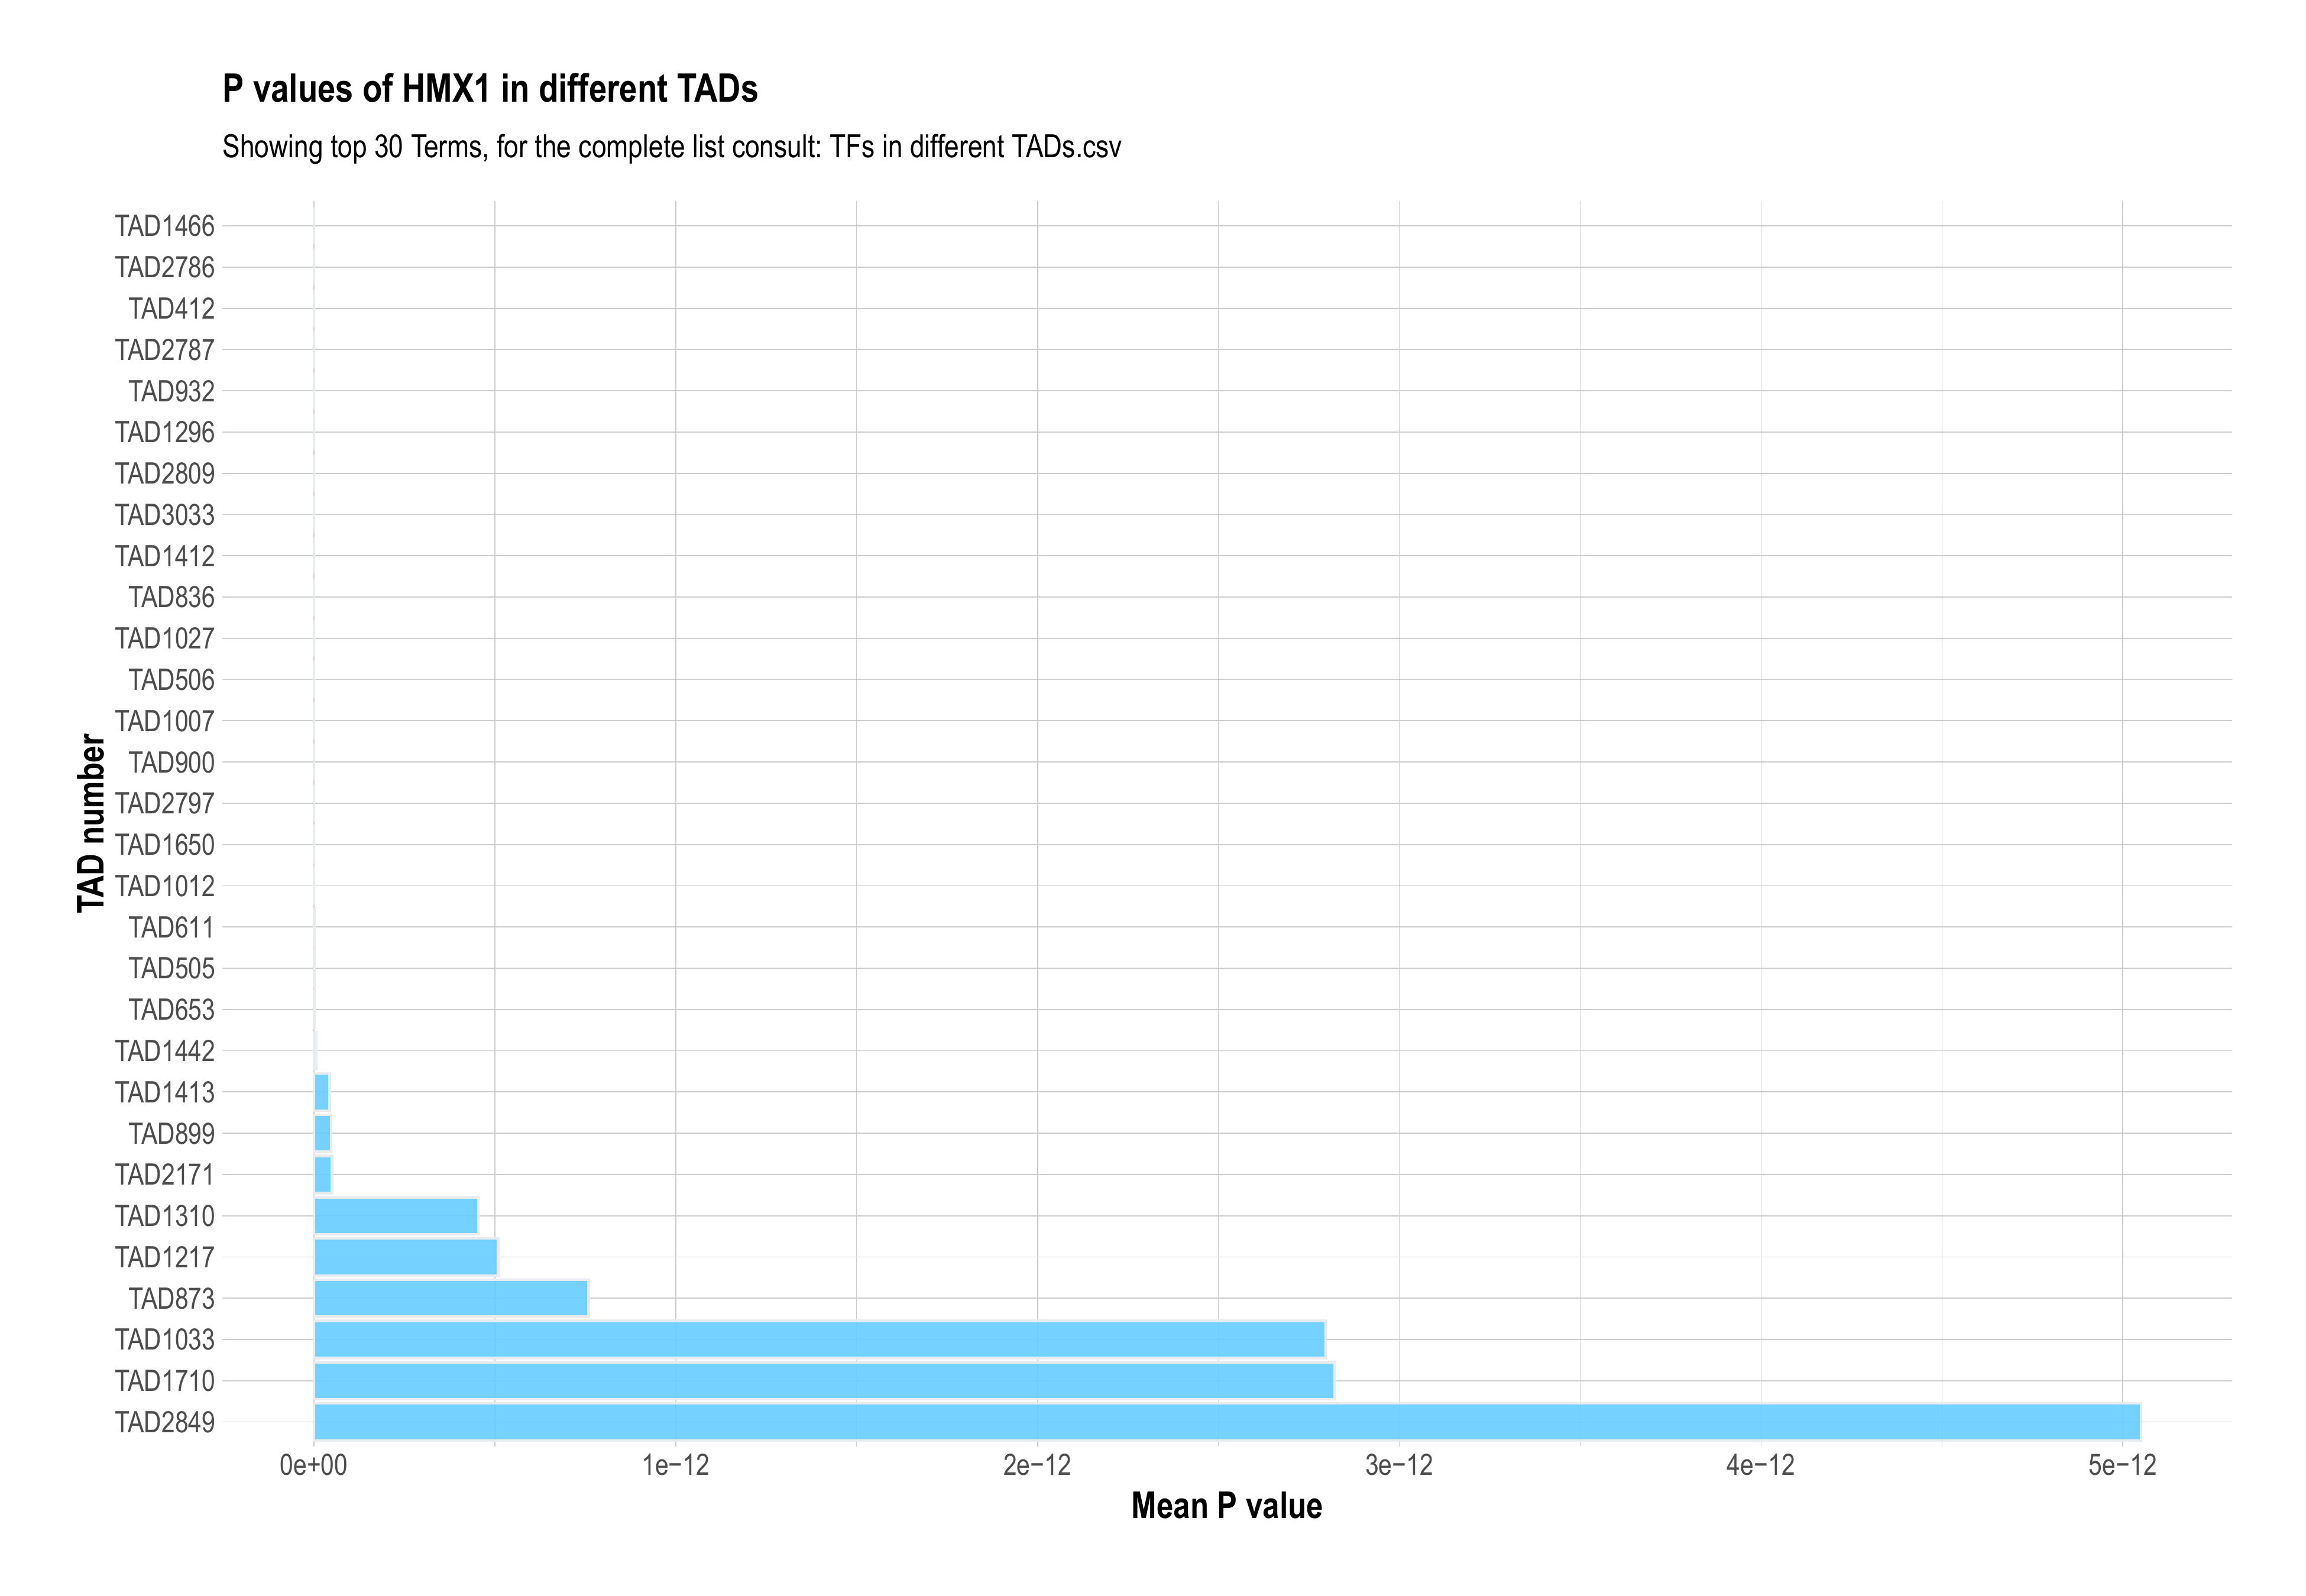 P values of HMX1 in different TADs
Showing top 30 Terms, for the complete list consult: TFs in different TADs.csv
TAD number
TAD1466
TAD2786
TAD412
TAD2787
TAD932
TAD1296
TAD2809
TAD3033
TAD1412
TAD836
TAD1027
TAD506
TAD1007
TAD900
TAD2797
TAD1650
TAD1012
TAD611
TAD505
TAD653
TAD1442
TAD1413
TAD899
TAD2171
TAD1310
TAD1217
TAD873
TAD1033
TAD1710
TAD2849
0e+00 1e−12 2e−12 3e−12 4e−12 5e−12
Mean P value